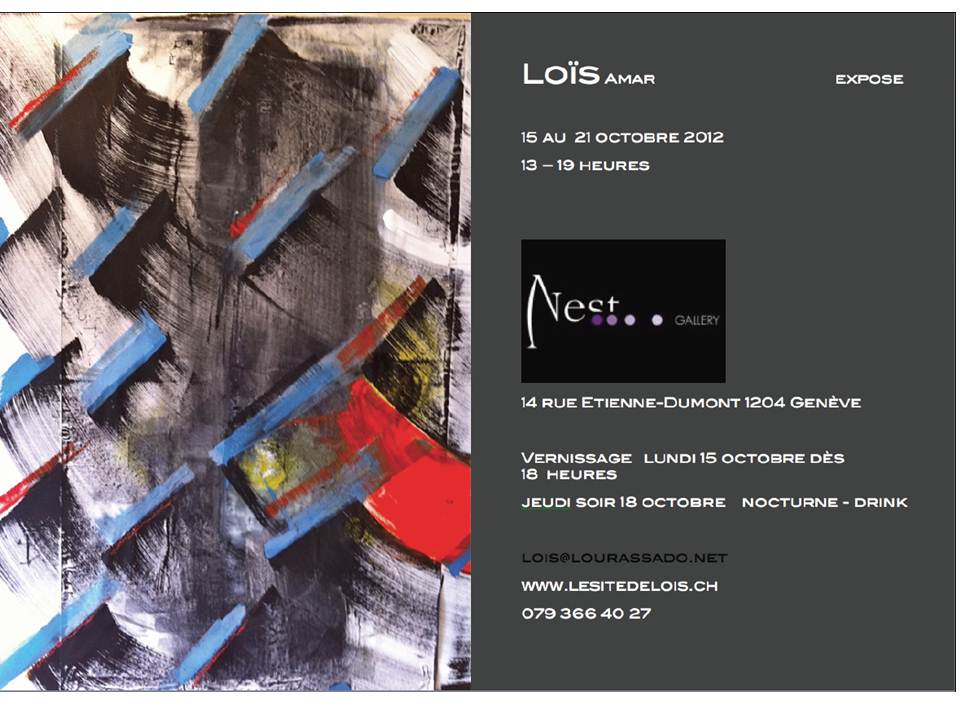 LOÏS AMAR EXPOSE
15 AU 21 OCTOBRE 2012
13 – 19 HEURES
Nest GALLERY
14 RUE ETIENNE-DUMONT 1204 GENÈVE
VERNISSAGE LUNDI 15 OCTOBRE DÈS
18 HEURES
JEUDI SOIR 18 OCTOBRE NOCTURNE - DRINK
LOIS@LOURASSADO.NET
WWW.LESITEDELOIS.CH
079 366 40 27